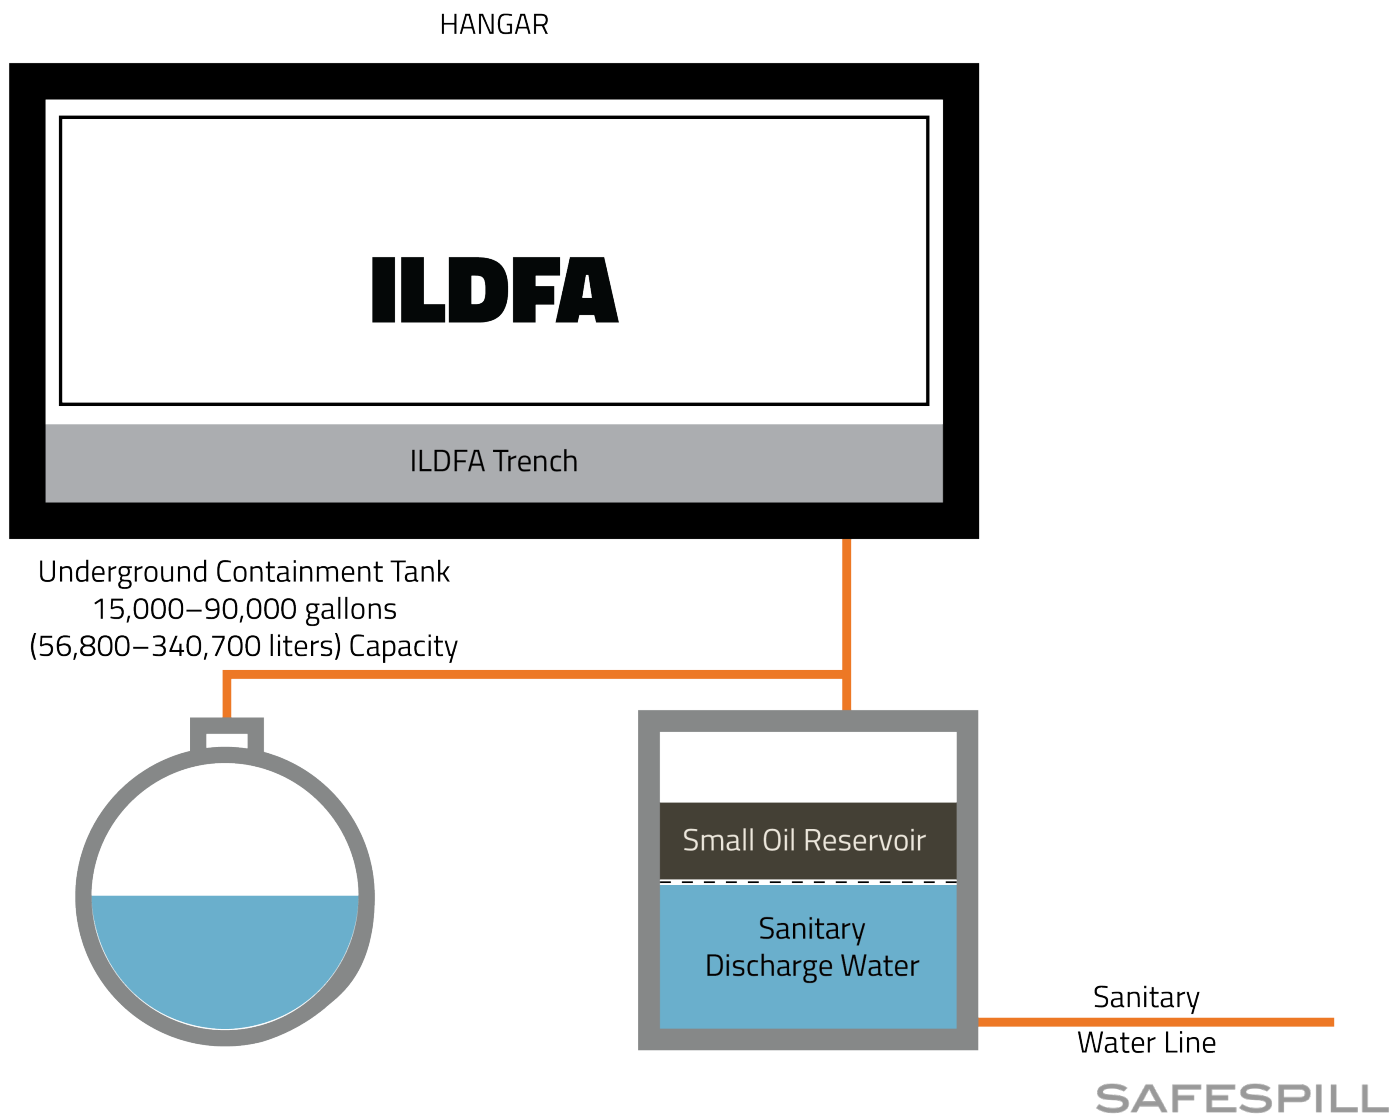 HANGAR
ILDFA
ILDFA Trench
Underground Containment Tank
15,000–90,000 gallons
(56,800–340,700 liters) Capacity
Small Oil Reservoir
Sanitary
Discharge Water
Sanitary
Water Line
SAFESPILL